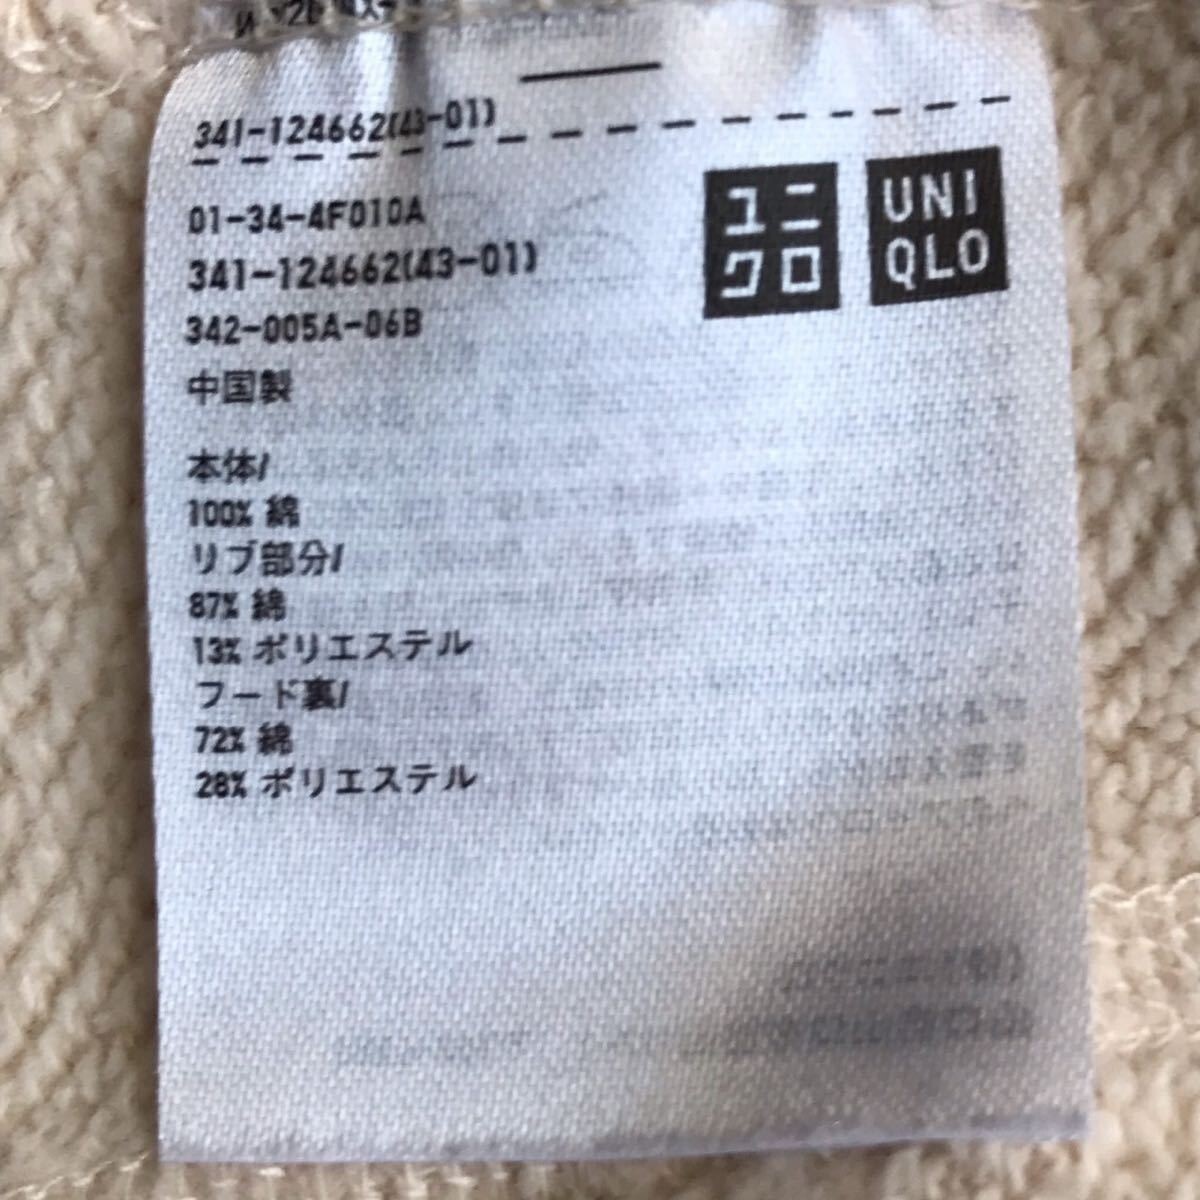 341-124662(43-01)
ユニ
クロ
UNI
QLO
01-34-4F010A
341-124662(43-01)
342-005A-06B
中国製
本体/
100% 綿
リブ部分/
87% 綿
13% ポリエステル
フード裏/
72% 綿
28% ポリエステル